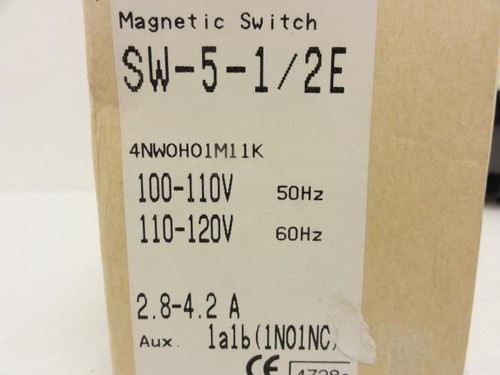 Magnetic Switch
SW-5-1/2E
4NW0H01M11K
100-110V 50Hz
110-120V 60Hz
2.8-4.2 A
Aux. 1a1b(1NO1NC)
CE